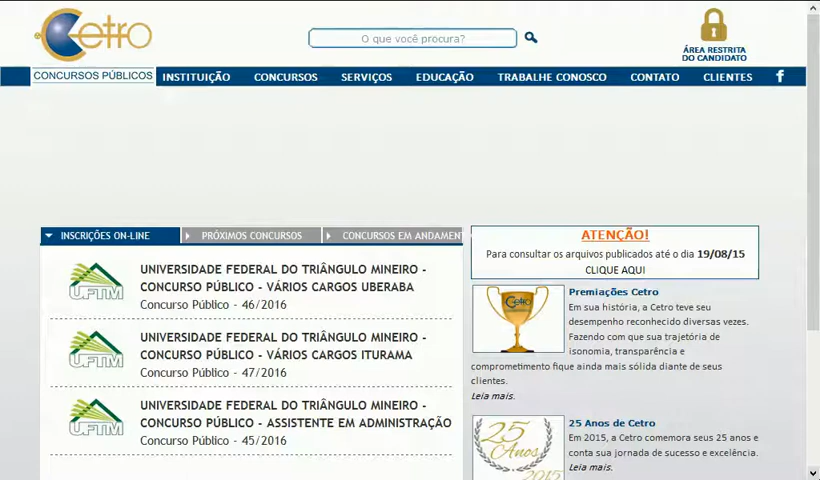 Cetro
CONCURSOS PÚBLICOS
O que você procura?
ÁREA RESTRITA
DO CANDIDATO
INSTITUIÇÃO CONCURSOS SERVIÇOS EDUCAÇÃO TRABALHE CONOSCO CONTATO CLIENTES f
INSCRIÇÕES ON-LINE PRÓXIMOS CONCURSOS CONCURSOS EM ANDAMENT
UNIVERSIDADE FEDERAL DO TRIÂNGULO MINEIRO -
CONCURSO PÚBLICO - VÁRIOS CARGOS UBERABA
Concurso Público - 46/2016
UFTM
UNIVERSIDADE FEDERAL DO TRIÂNGULO MINEIRO -
CONCURSO PÚBLICO - VÁRIOS CARGOS ITURAMA
Concurso Público - 47/2016
UFTM
UNIVERSIDADE FEDERAL DO TRIÂNGULO MINEIRO -
CONCURSO PÚBLICO - ASSISTENTE EM ADMINISTRAÇÃO
Concurso Público - 45/2016
UFTM
ATENÇÃO!
Para consultar os arquivos publicados até o dia 19/08/15
CLIQUE AQUI
Premiações Cetro
Em sua história, a Cetro teve seu
desempenho reconhecido diversas vezes.
Fazendo com que sua trajetória de
isonomia, transparência e
comprometimento fique ainda mais sólida diante de seus
clientes.
Leia mais.
Cetro
25 Anos de Cetro
Em 2015, a Cetro comemora seus 25 anos e
conta sua jornada de sucesso e excelência.
Leia mais.
25
Anos
2015